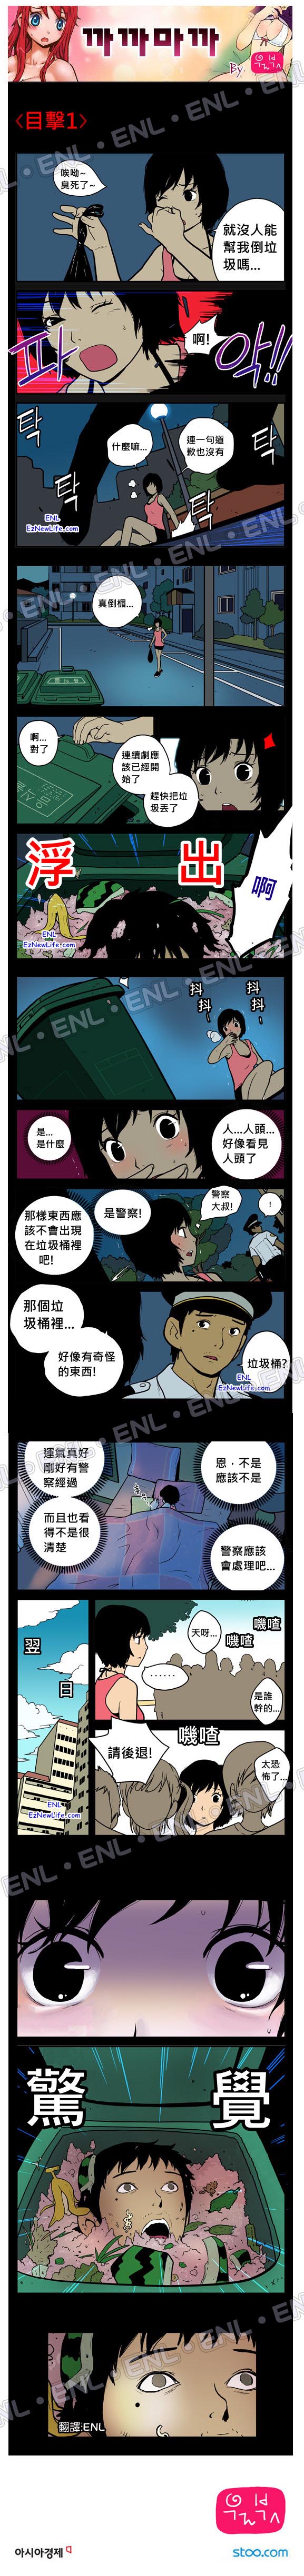 까까마까
By.
<目擊1>
唉呦~
臭死了~
就沒人能
幫我倒垃
圾嗎...
파
악!!
啊!
탁
탁
탁
탁
什麼嘛...
連一句道
歉也沒有
ENL
EzNewLife.com
真倒楣...
啊...
對了
連續劇應
該已經開
始了
趕快把垃
圾丟了
浮
出
啊
ENL
EzNewLife.com
抖
抖
抖
抖
是...
是什麼
人...人頭...
好像看見
人頭了
那樣東西應
該不會出現
在垃圾桶裡
吧!
是警察!
警察
大叔!
!
那個垃
圾桶裡...
好像有奇怪
的東西!
垃圾桶?
ENL
EzNewLife.com
運氣真好
剛好有警
察經過
恩，不是
應該不是
而且也看
得不是很
清楚
警察應該
會處理吧...
翌
日
ENL
EzNewLife.com
天呀...
......
嘰喳
嘰喳
是誰
幹的...
請後退!
嘰喳
太恐
怖了...
驚
覺
翻譯:ENL
아시아경제
stoo.com